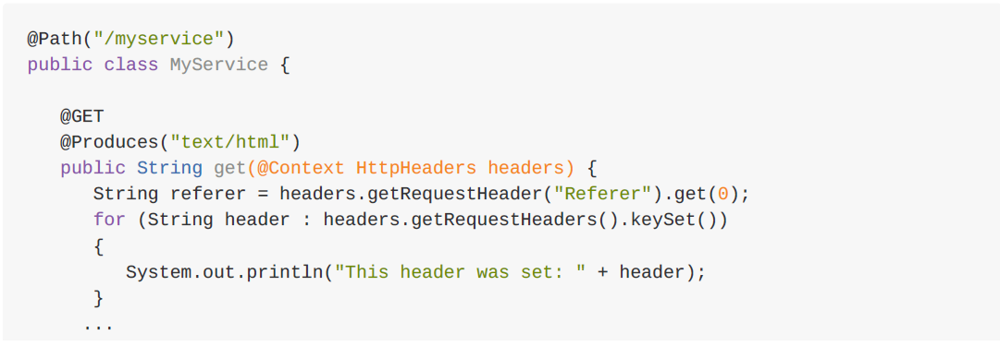 @Path("/myservice")
public class MyService {
@GET
@Produces("text/html")
public String get(@Context HttpHeaders headers) {
String referer = headers.getRequestHeader("Referer").get(0);
for (String header : headers.getRequestHeaders().keySet())
{
System.out.println("This header was set: " + header);
}
...